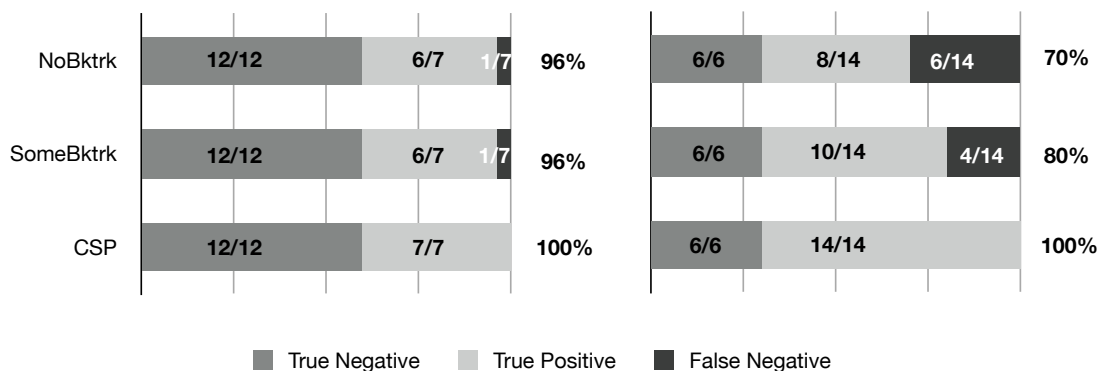 NoBktrk 12/12 6/7 1/7 96% 6/6 8/14 6/14 70%
SomeBktrk 12/12 6/7 1/7 96% 6/6 10/14 4/14 80%
CSP 12/12 7/7 100% 6/6 14/14 100%
True Negative True Positive False Negative